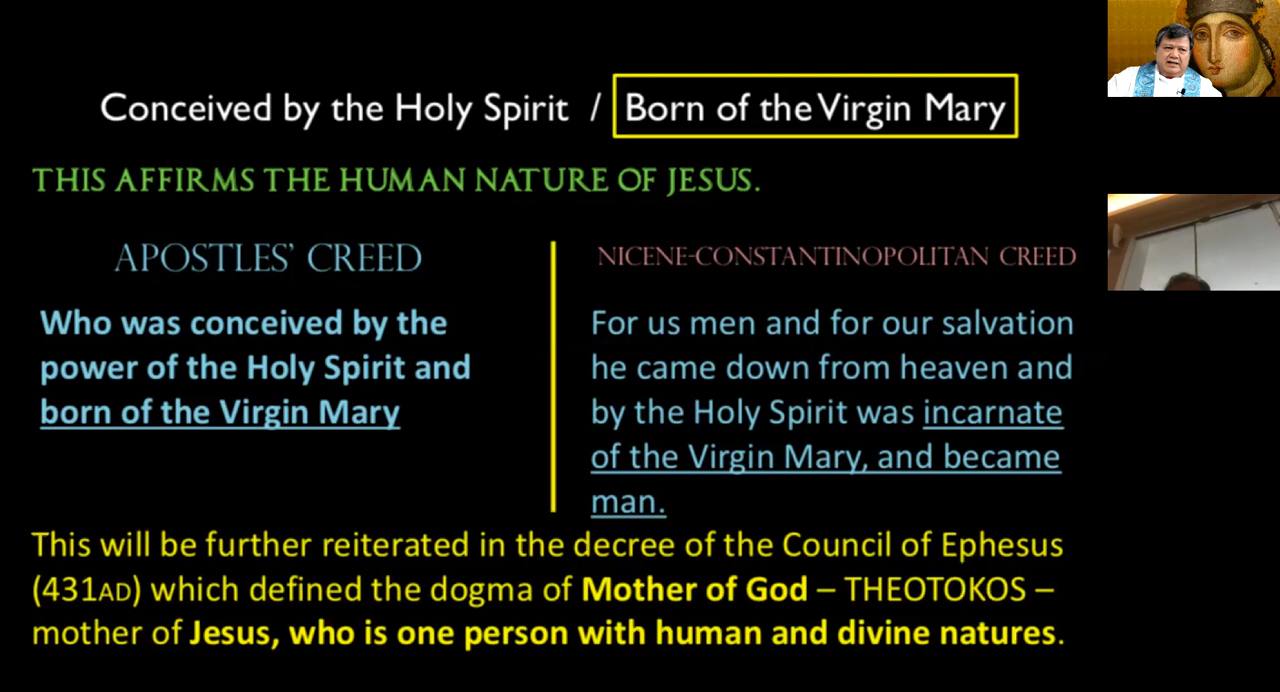 Conceived by the Holy Spirit / Born of the Virgin Mary
THIS AFFIRMS THE HUMAN NATURE OF JESUS.
APOSTLES' CREED
Who was conceived by the
power of the Holy Spirit and
born of the Virgin Mary
NICENE-CONSTANTINOPOLITAN CREED
For us men and for our salvation
he came down from heaven and
by the Holy Spirit was incarnate
of the Virgin Mary, and became
man.
This will be further reiterated in the decree of the Council of Ephesus
(431AD) which defined the dogma of Mother of God – THEOTOKOS –
mother of Jesus, who is one person with human and divine natures.